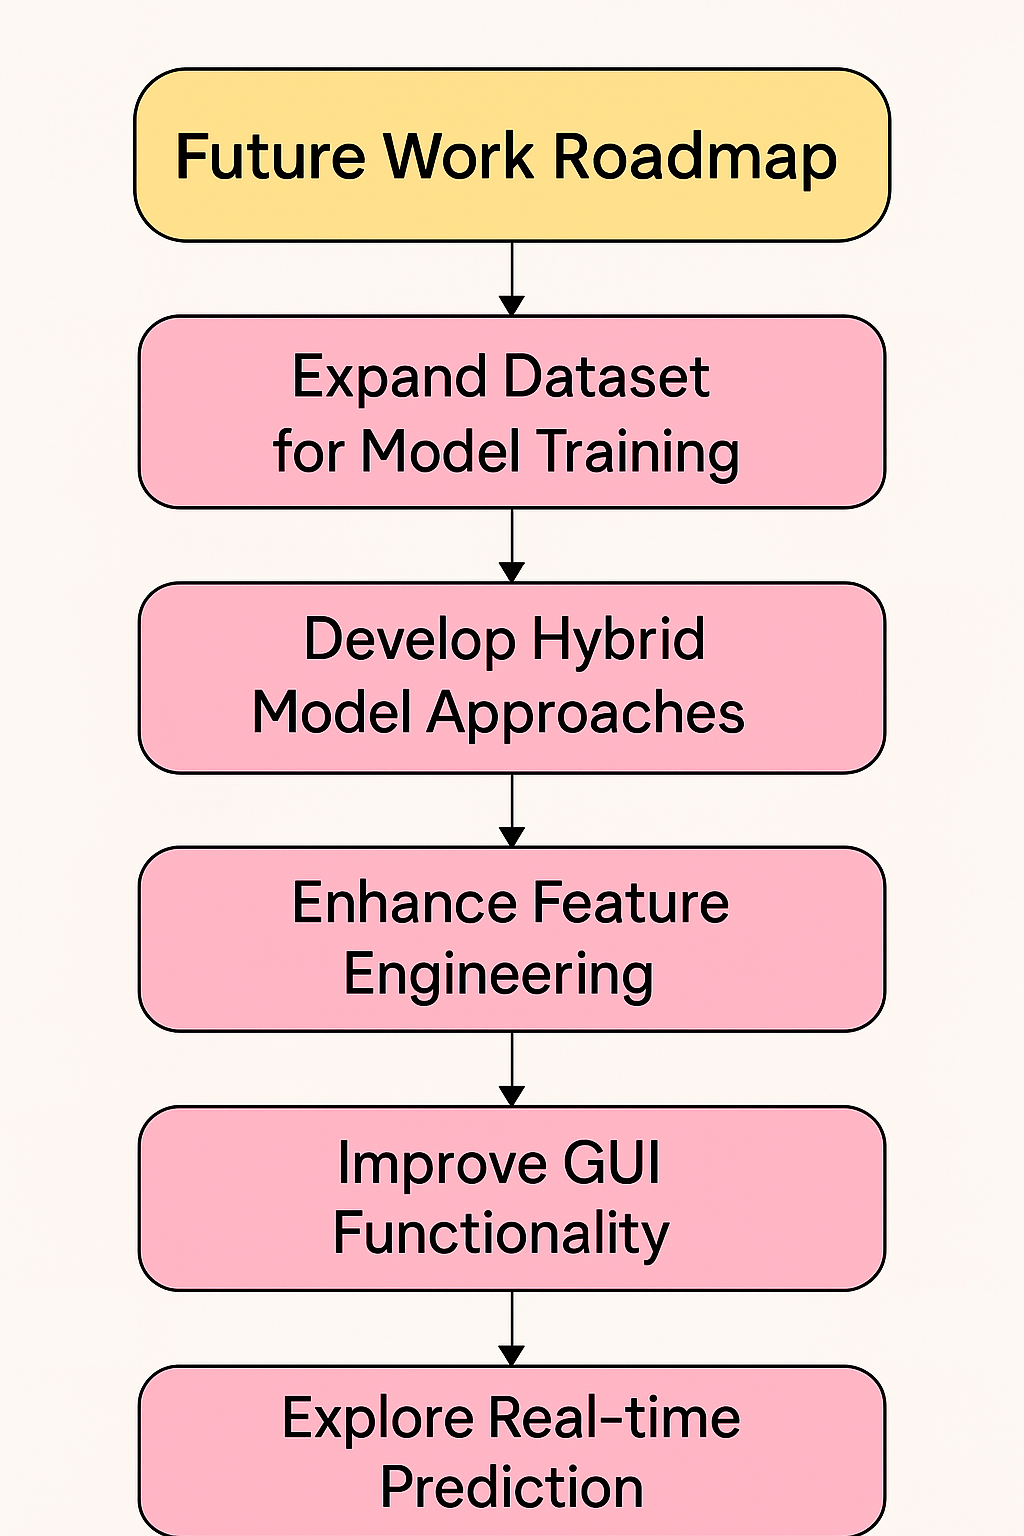 Future Work Roadmap
Expand Dataset
for Model Training
Develop Hybrid
Model Approaches
Enhance Feature
Engineering
Improve GUI
Functionality
Explore Real-time
Prediction